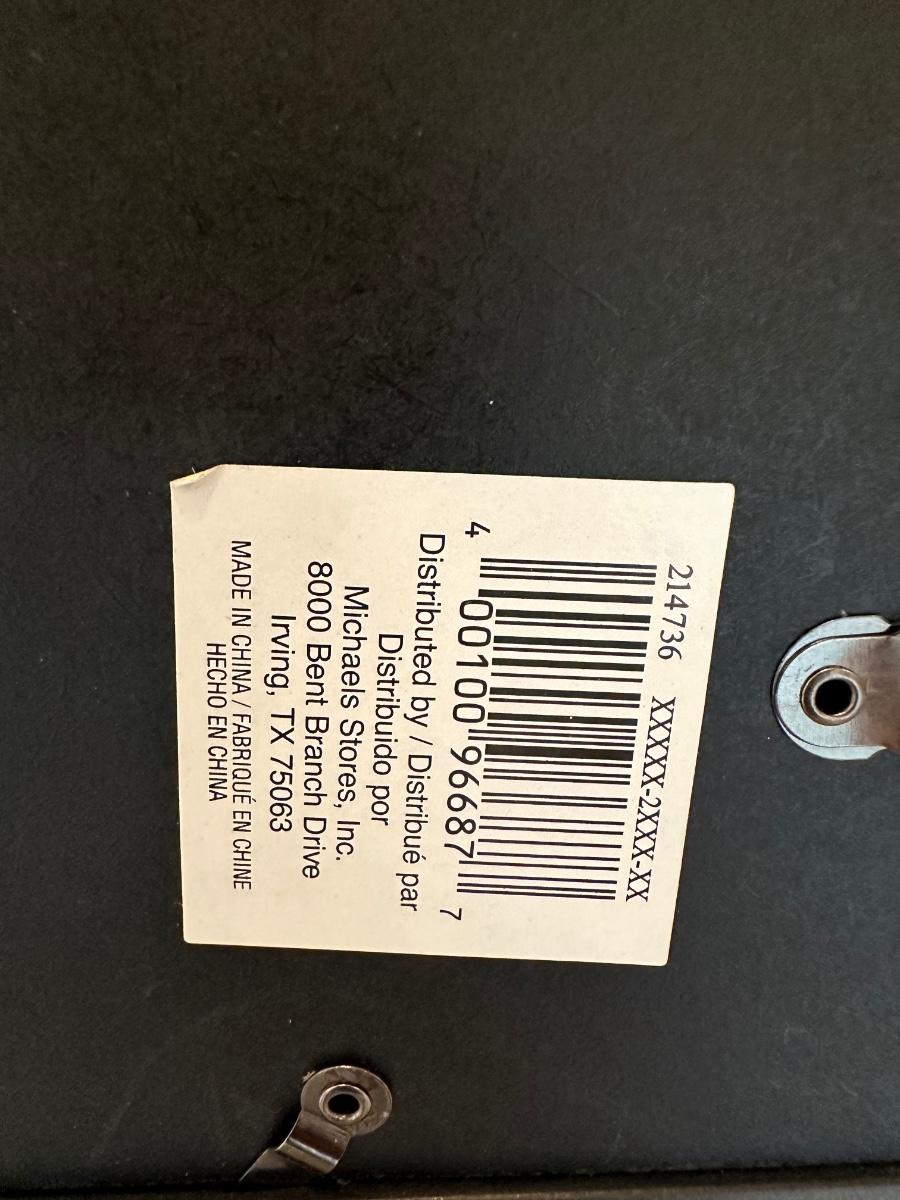 214736 XXXXX-2XXX-XX
4 00100 96687 7
Distributed by / Distribué par
Distribuido por
Michaels Stores, Inc.
8000 Bent Branch Drive
Irving, TX 75063
MADE IN CHINA / FABRIQUÉ EN CHINE
HECHO EN CHINA